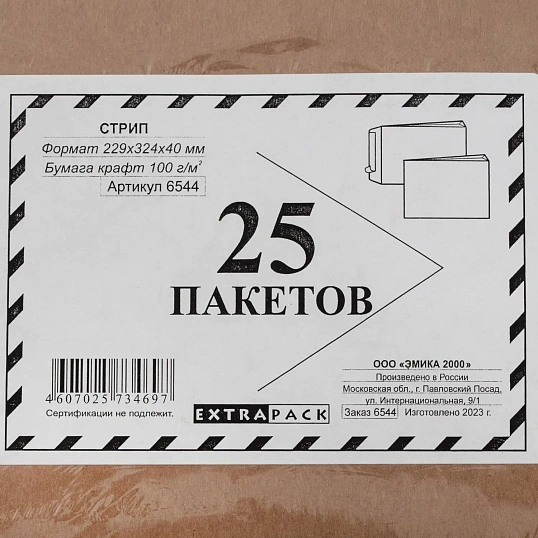 СТРИП
Формат 229х324х40 мм
Бумага крафт 100 г/м²
Артикул 6544
25
ПАКЕТОВ
4 607025 734697
Сертификации не подлежит.
EXTRAPACK
ООО «ЭМИКА 2000»
Произведено в России
Московская обл., г. Павловский Посад,
ул. Интернациональная, 9/1
Заказ 6544 Изготовлено 2023 г.